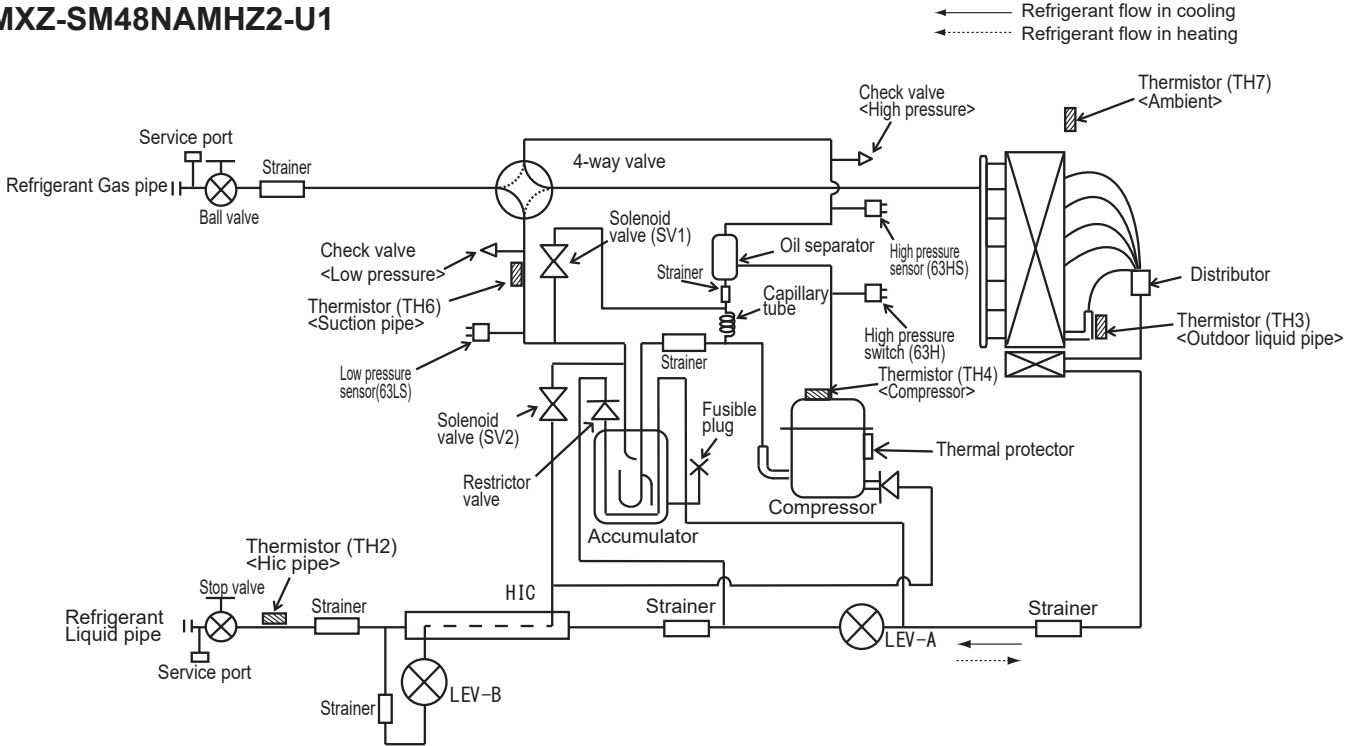 MXZ-SM48NAMHZ2-U1
Refrigerant flow in cooling
Refrigerant flow in heating
Thermistor (TH7)
<Ambient>
Check valve
<High pressure>
Service port
Strainer
4-way valve
Refrigerant Gas pipe
Ball valve
Solenoid
valve (SV1)
Check valve
<Low pressure>
Oil separator
High pressure
sensor (63HS)
Strainer
Distributor
Thermistor (TH6)
<Suction pipe>
Capillary
tube
Thermistor (TH3)
<Outdoor liquid pipe>
High pressure
switch (63H)
Low pressure
sensor(63LS)
Strainer
Thermistor (TH4)
<Compressor>
Solenoid
valve (SV2)
Fusible
plug
Thermal protector
Restrictor
valve
Compressor
Accumulator
Thermistor (TH2)
<Hic pipe>
Stop valve
HIC
Strainer
Strainer
Strainer
Refrigerant
Liquid pipe
LEV-A
Service port
LEV-B
Strainer